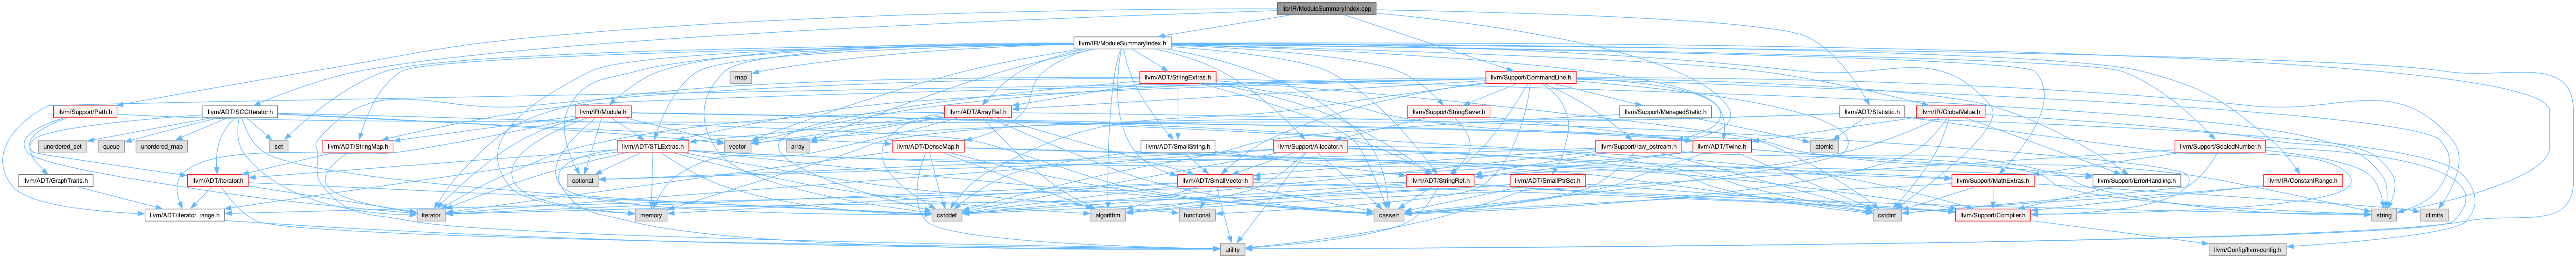 lib/IR/ModuleSummaryIndex.cpp
llvm/IR/ModuleSummaryIndex.h
map
llvm/ADT/StringExtras.h
llvm/Support/CommandLine.h
llvm/Support/Path.h
llvm/ADT/SCCIterator.h
llvm/IR/Module.h
llvm/ADT/ArrayRef.h
llvm/Support/StringSaver.h
llvm/Support/ManagedStatic.h
llvm/ADT/Statistic.h
llvm/IR/GlobalValue.h
unordered_set
queue
unordered_map
set
llvm/ADT/StringMap.h
llvm/ADT/STLExtras.h
vector
array
llvm/ADT/DenseMap.h
llvm/ADT/SmallString.h
llvm/Support/Allocator.h
llvm/Support/raw_ostream.h
llvm/ADT/Twine.h
atomic
llvm/Support/ScaledNumber.h
llvm/ADT/GraphTraits.h
llvm/ADT/iterator.h
optional
llvm/ADT/SmallVector.h
llvm/ADT/StringRef.h
llvm/ADT/SmallPtrSet.h
llvm/Support/MathExtras.h
llvm/Support/ErrorHandling.h
llvm/IR/ConstantRange.h
llvm/ADT/iterator_range.h
iterator
memory
cstddef
algorithm
functional
cassert
cstdint
llvm/Support/Compiler.h
string
climits
utility
llvm/Config/llvm-config.h